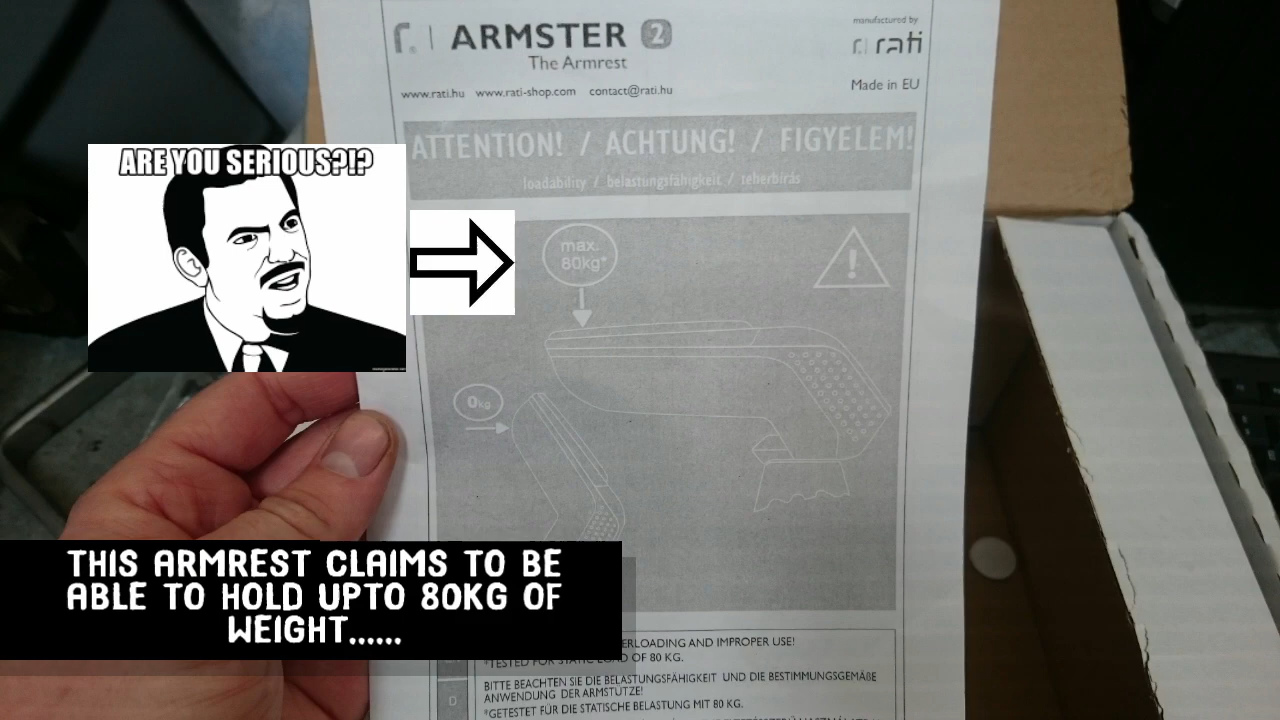 r. | ARMSTER 2
The Armrest
manufactured by
rati
www.rati.hu www.rati-shop.com contact@rati.hu
Made in EU
ATTENTION! / ACHTUNG! / FIGYELEM!
loadability / belastungsfähigkeit / teherbírás
ARE YOU SERIOUS?!?
max.
80kg*
!
0kg
THIS ARMREST CLAIMS TO BE
ABLE TO HOLD UPTO 80KG OF
WEIGHT......
ERLOADING AND IMPROPER USE!
*TESTED FOR STATIC LOAD OF 80 KG.
D
BITTE BEACHTEN SIE DIE BELASTUNGSFÄHIGKEIT UND DIE BESTIMMUNGSGEMÄßE
ANWENDUNG DER ARMSTÜTZE!
*GETESTET FÜR DIE STATISCHE BELASTUNG MIT 80 KG.